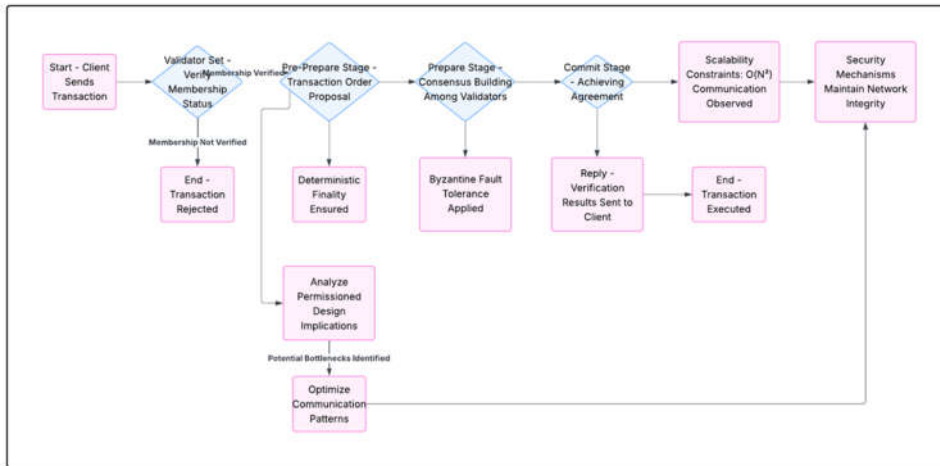 Start - Client
Sends
Transaction
Validator Set -
Verify
Membership
Status
Membership Verified
Pre-Prepare Stage -
Transaction Order
Proposal
Prepare Stage -
Consensus Building
Among Validators
Commit Stage
- Achieving
Agreement
Scalability
Constraints: O(N²)
Communication
Observed
Security
Mechanisms
Maintain Network
Integrity
Membership Not Verified
End -
Transaction
Rejected
Deterministic
Finality
Ensured
Byzantine Fault
Tolerance
Applied
Reply -
Verification
Results Sent to
Client
End -
Transaction
Executed
Analyze
Permissioned
Design
Implications
Potential Bottlenecks Identified
Optimize
Communication
Patterns